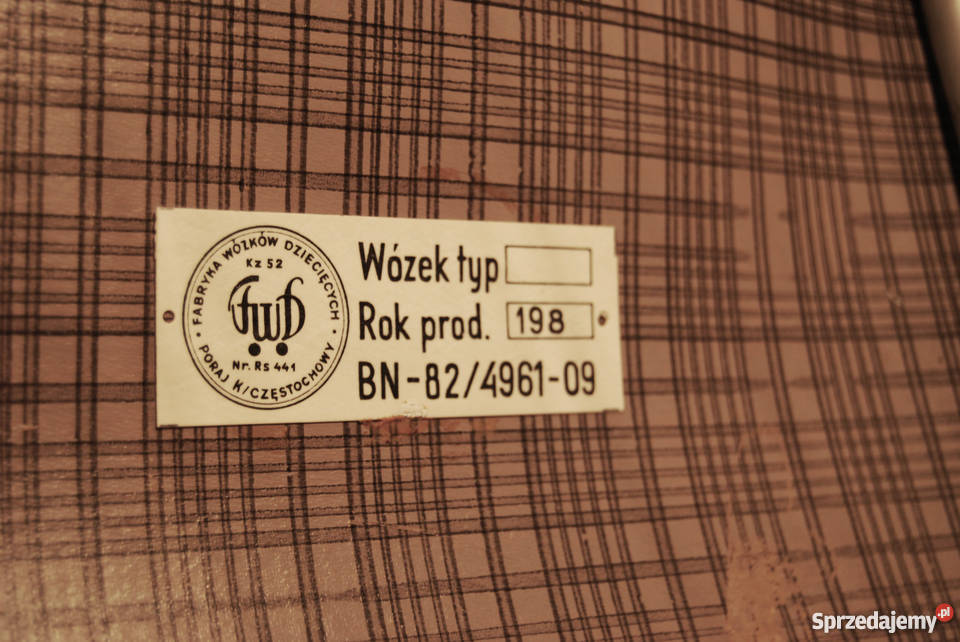 FABRYKA WÓZKÓW DZIECIĘCYCH
Kz 52
fwd
Nr. Rs 441
PORAJ K/CZĘSTOCHOWY
Wózek typ
Rok prod. 198
BN-82/4961-09
Sprzedajemy.pl